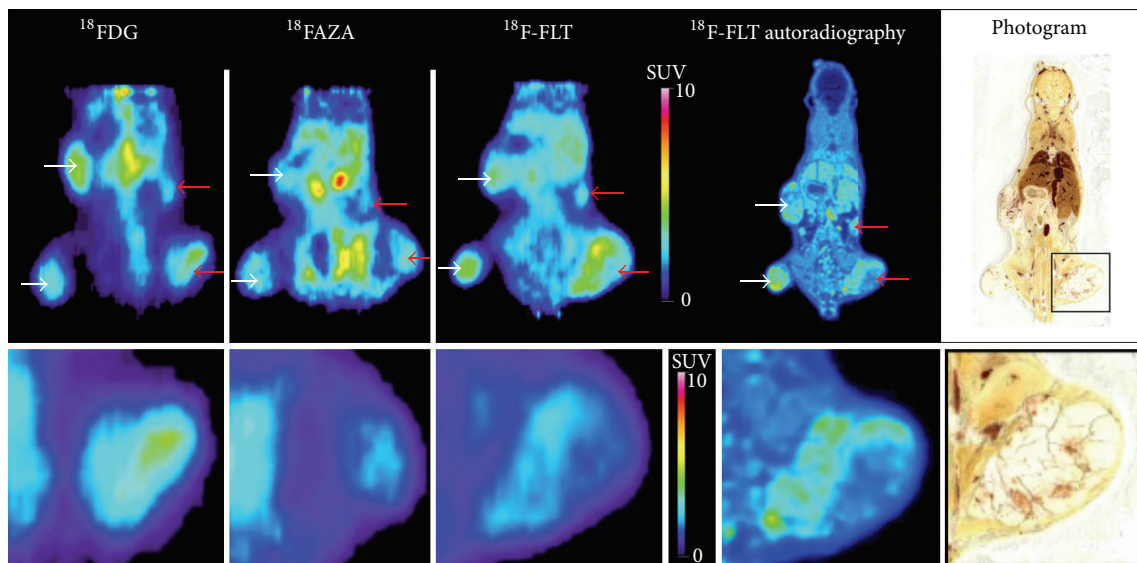 ¹⁸FDG
¹⁸FAZA
¹⁸F-FLT
¹⁸F-FLT autoradiography
Photogram
SUV
10
0
SUV
10
0